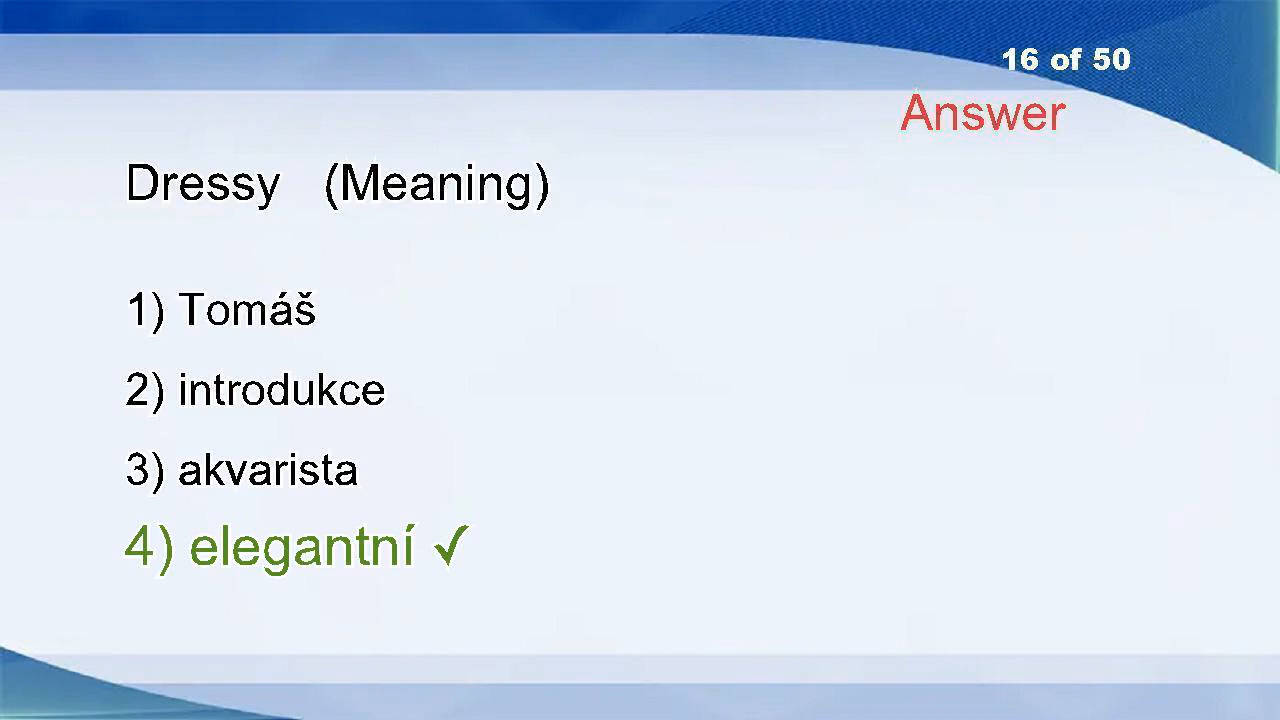 16 of 50
Answer
Dressy (Meaning)
1) Tomáš
2) introdukce
3) akvarista
4) elegantní ✓